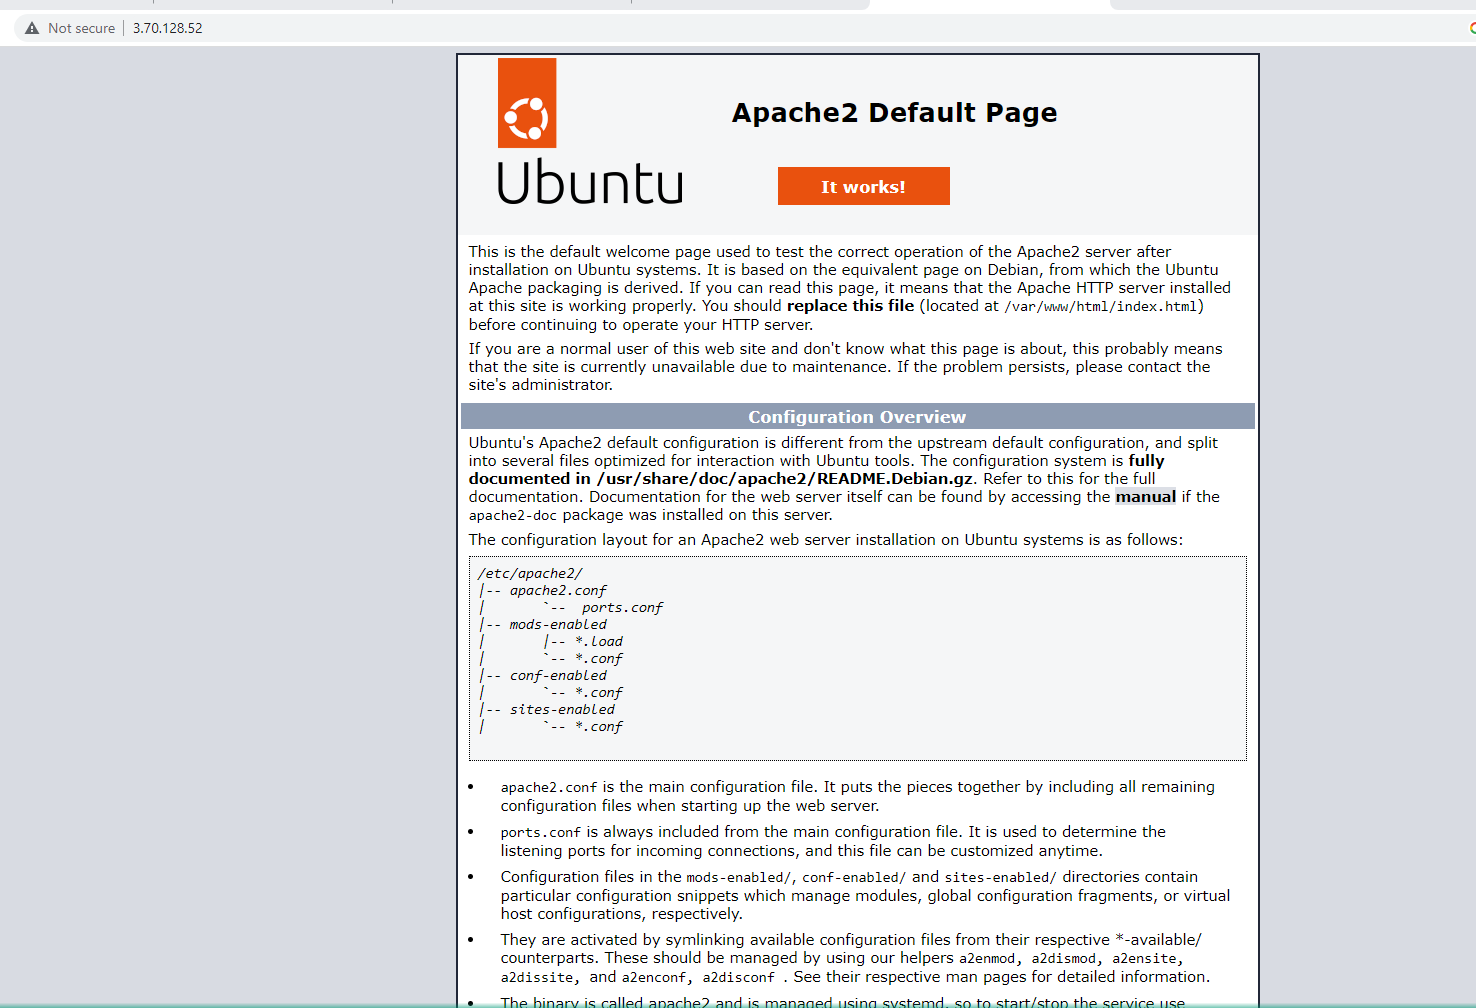 Not secure
3.70.128.52
Apache2 Default Page
Ubuntu
It works!
This is the default welcome page used to test the correct operation of the Apache2 server after
installation on Ubuntu systems. It is based on the equivalent page on Debian, from which the Ubuntu
Apache packaging is derived. If you can read this page, it means that the Apache HTTP server installed
at this site is working properly. You should replace this file (located at /var/www/html/index.html)
before continuing to operate your HTTP server.
If you are a normal user of this web site and don't know what this page is about, this probably means
that the site is currently unavailable due to maintenance. If the problem persists, please contact the
site's administrator.
Configuration Overview
Ubuntu's Apache2 default configuration is different from the upstream default configuration, and split
into several files optimized for interaction with Ubuntu tools. The configuration system is fully
documented in /usr/share/doc/apache2/README.Debian.gz. Refer to this for the full
documentation. Documentation for the web server itself can be found by accessing the manual if the
apache2-doc package was installed on this server.
The configuration layout for an Apache2 web server installation on Ubuntu systems is as follows:
/etc/apache2/
|-- apache2.conf
|       `--  ports.conf
|-- mods-enabled
|       |-- *.load
|       `-- *.conf
|-- conf-enabled
|       `-- *.conf
|-- sites-enabled
|       `-- *.conf
• apache2.conf is the main configuration file. It puts the pieces together by including all remaining
configuration files when starting up the web server.
• ports.conf is always included from the main configuration file. It is used to determine the
listening ports for incoming connections, and this file can be customized anytime.
• Configuration files in the mods-enabled/, conf-enabled/ and sites-enabled/ directories contain
particular configuration snippets which manage modules, global configuration fragments, or virtual
host configurations, respectively.
• They are activated by symlinking available configuration files from their respective *-available/
counterparts. These should be managed by using our helpers a2enmod, a2dismod, a2ensite,
a2dissite, and a2enconf, a2disconf . See their respective man pages for detailed information.
• The binary is called apache2 and is managed using systemd, so to start/stop the service use